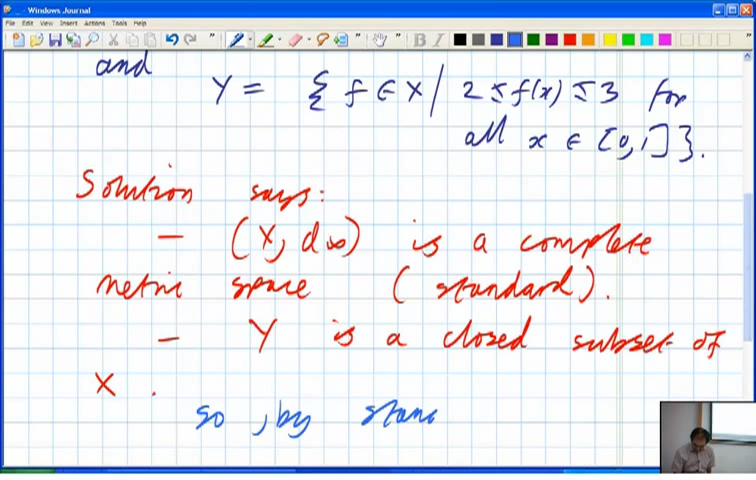 Windows Journal
File Edit View Insert Actions Tools Help
B I
and
Y = { f ∈ X | 2 ≤ f(x) ≤ 3 for
all x ∈ [0,1] }.
Solution says:
– (X, d∞) is a complete
metric space ( standard ).
– Y is a closed subset of
X .
so , by stand